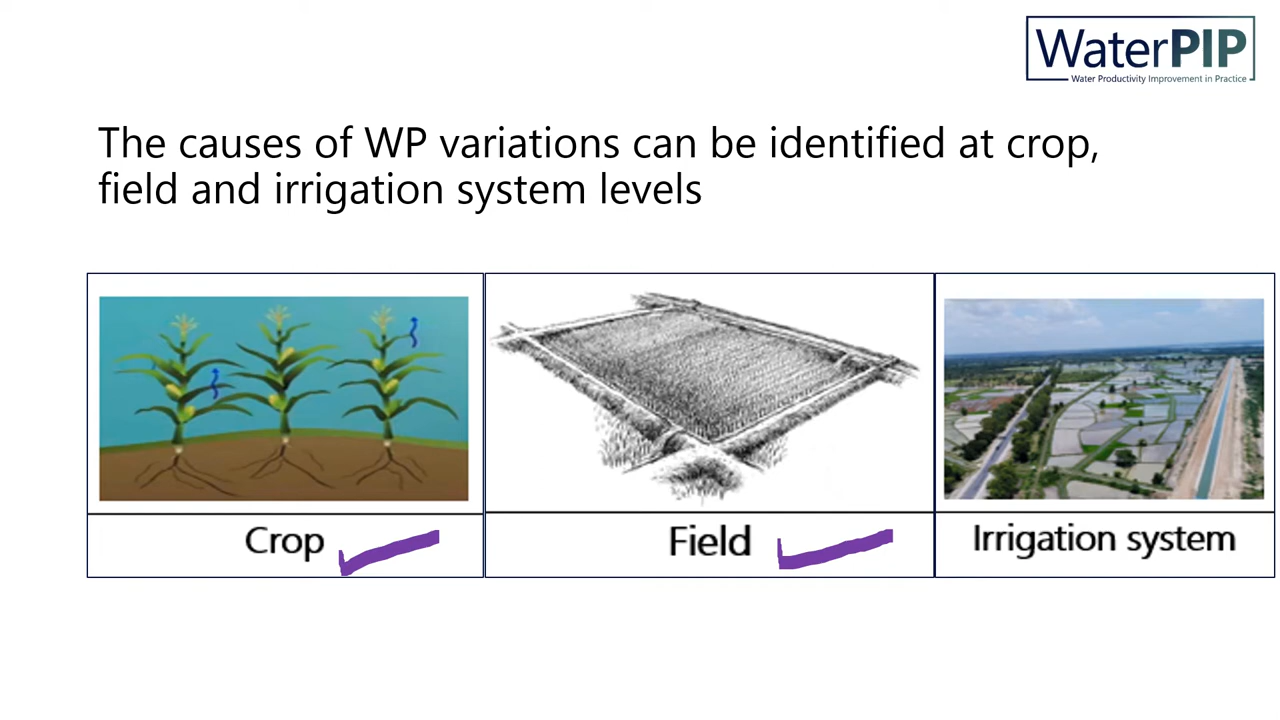 WaterPIP
Water Productivity Improvement in Practice
The causes of WP variations can be identified at crop,
field and irrigation system levels
Crop
Field
Irrigation system